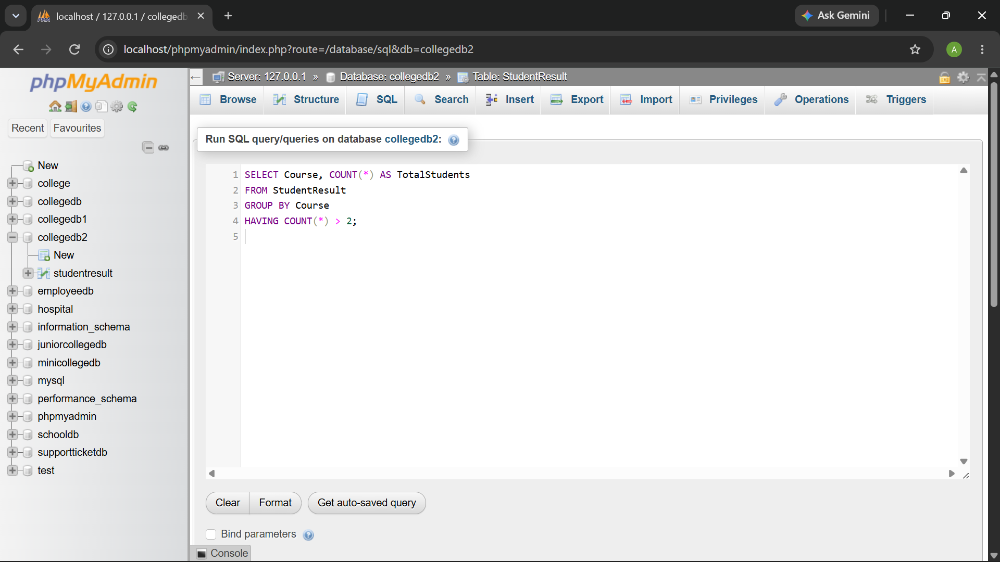 localhost / 127.0.0.1 / collegedb
Ask Gemini
localhost/phpmyadmin/index.php?route=/database/sql&db=collegedb2
A
phpMyAdmin
Recent
Favourites
New
college
collegedb
collegedb1
collegedb2
New
studentresult
employeedb
hospital
information_schema
juniorcollegedb
minicollegedb
mysql
performance_schema
phpmyadmin
schooldb
supportticketdb
test
Server: 127.0.0.1 » Database: collegedb2 » Table: StudentResult
Browse Structure SQL Search Insert Export Import Privileges Operations Triggers
Run SQL query/queries on database collegedb2:
1 SELECT Course, COUNT(*) AS TotalStudents
2 FROM StudentResult
3 GROUP BY Course
4 HAVING COUNT(*) > 2;
5
Clear Format Get auto-saved query
Bind parameters
Console